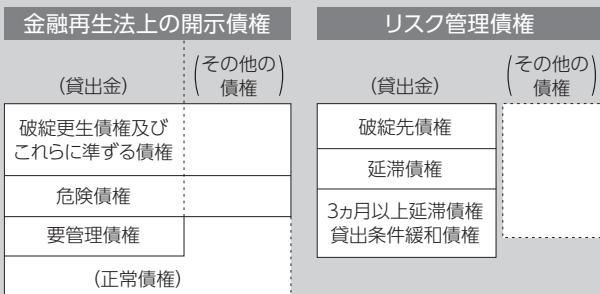 金融再生法上の開示債権
(貸出金)
(その他の
債権)
破綻更生債権及び
これらに準ずる債権
危険債権
要管理債権
(正常債権)
リスク管理債権
(貸出金)
(その他の
債権)
破綻先債権
延滞債権
3ヵ月以上延滞債権
貸出条件緩和債権